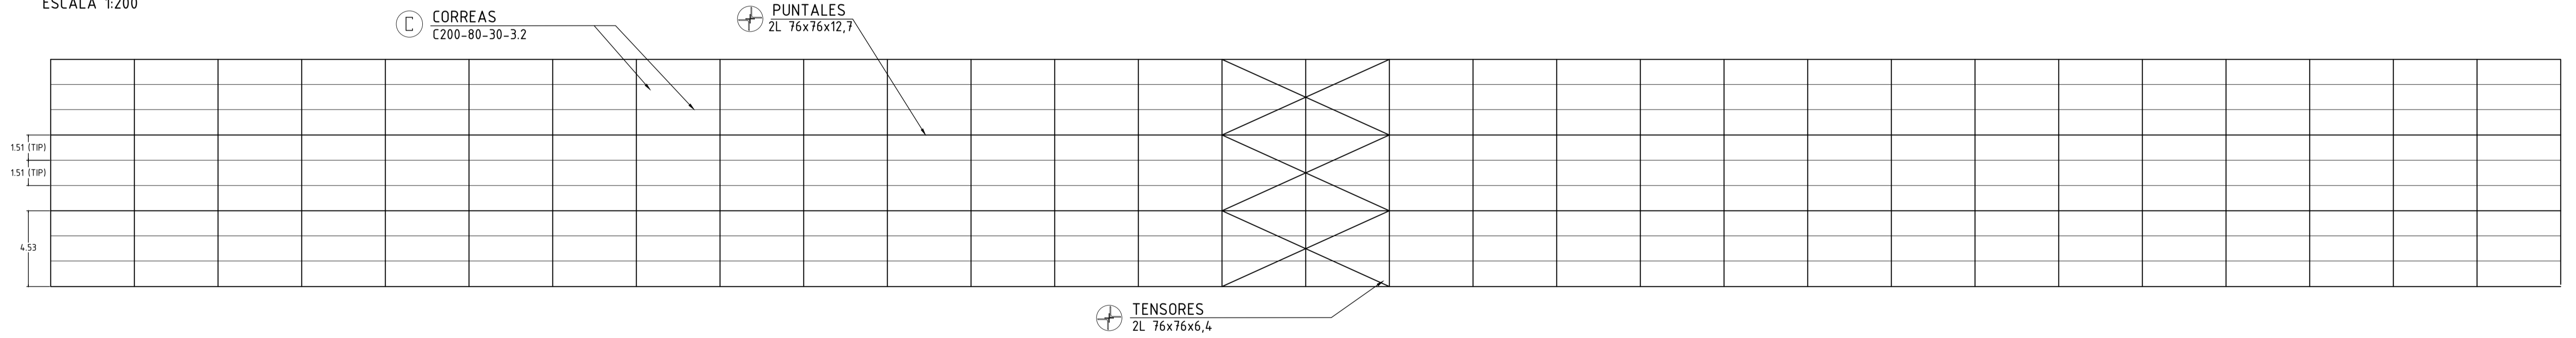 ESCALA 1:200
CORREAS
C200-80-30-3.2
PUNTALES
2L 76x76x12,7
1.51 (TIP)
1.51 (TIP)
4.53
TENSORES
2L 76x76x6,4